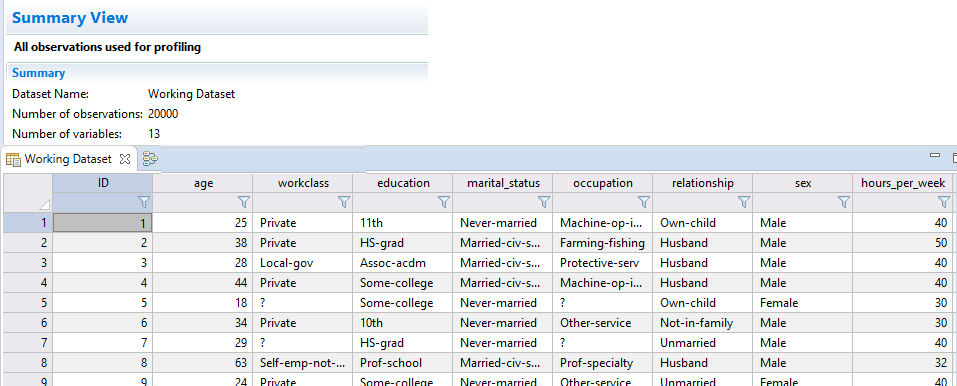 Summary View
All observations used for profiling
Summary
Dataset Name: Working Dataset
Number of observations: 20000
Number of variables: 13
Working Dataset
ID age workclass education marital_status occupation relationship sex hours_per_week
1 1 25 Private 11th Never-married Machine-op-i... Own-child Male 40
2 2 38 Private HS-grad Married-civ-s... Farming-fishing Husband Male 50
3 3 28 Local-gov Assoc-acdm Married-civ-s... Protective-serv Husband Male 40
4 4 44 Private Some-college Married-civ-s... Machine-op-i... Husband Male 40
5 5 18 ? Some-college Never-married ? Own-child Female 30
6 6 34 Private 10th Never-married Other-service Not-in-family Male 30
7 7 29 ? HS-grad Never-married ? Unmarried Male 40
8 8 63 Self-emp-not-... Prof-school Married-civ-s... Prof-specialty Husband Male 32
9 9 24 Private Some-college Never-married Other-service Unmarried Female 40